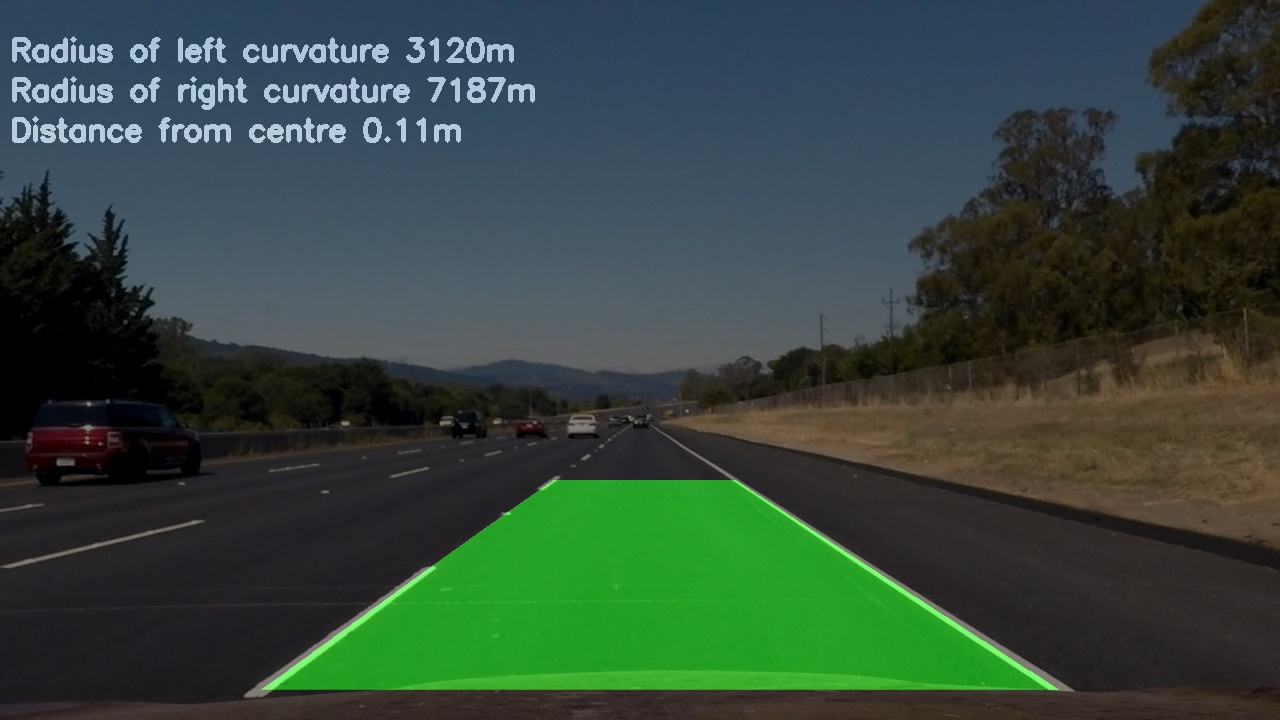 Radius of left curvature 3120m
Radius of right curvature 7187m
Distance from centre 0.11m